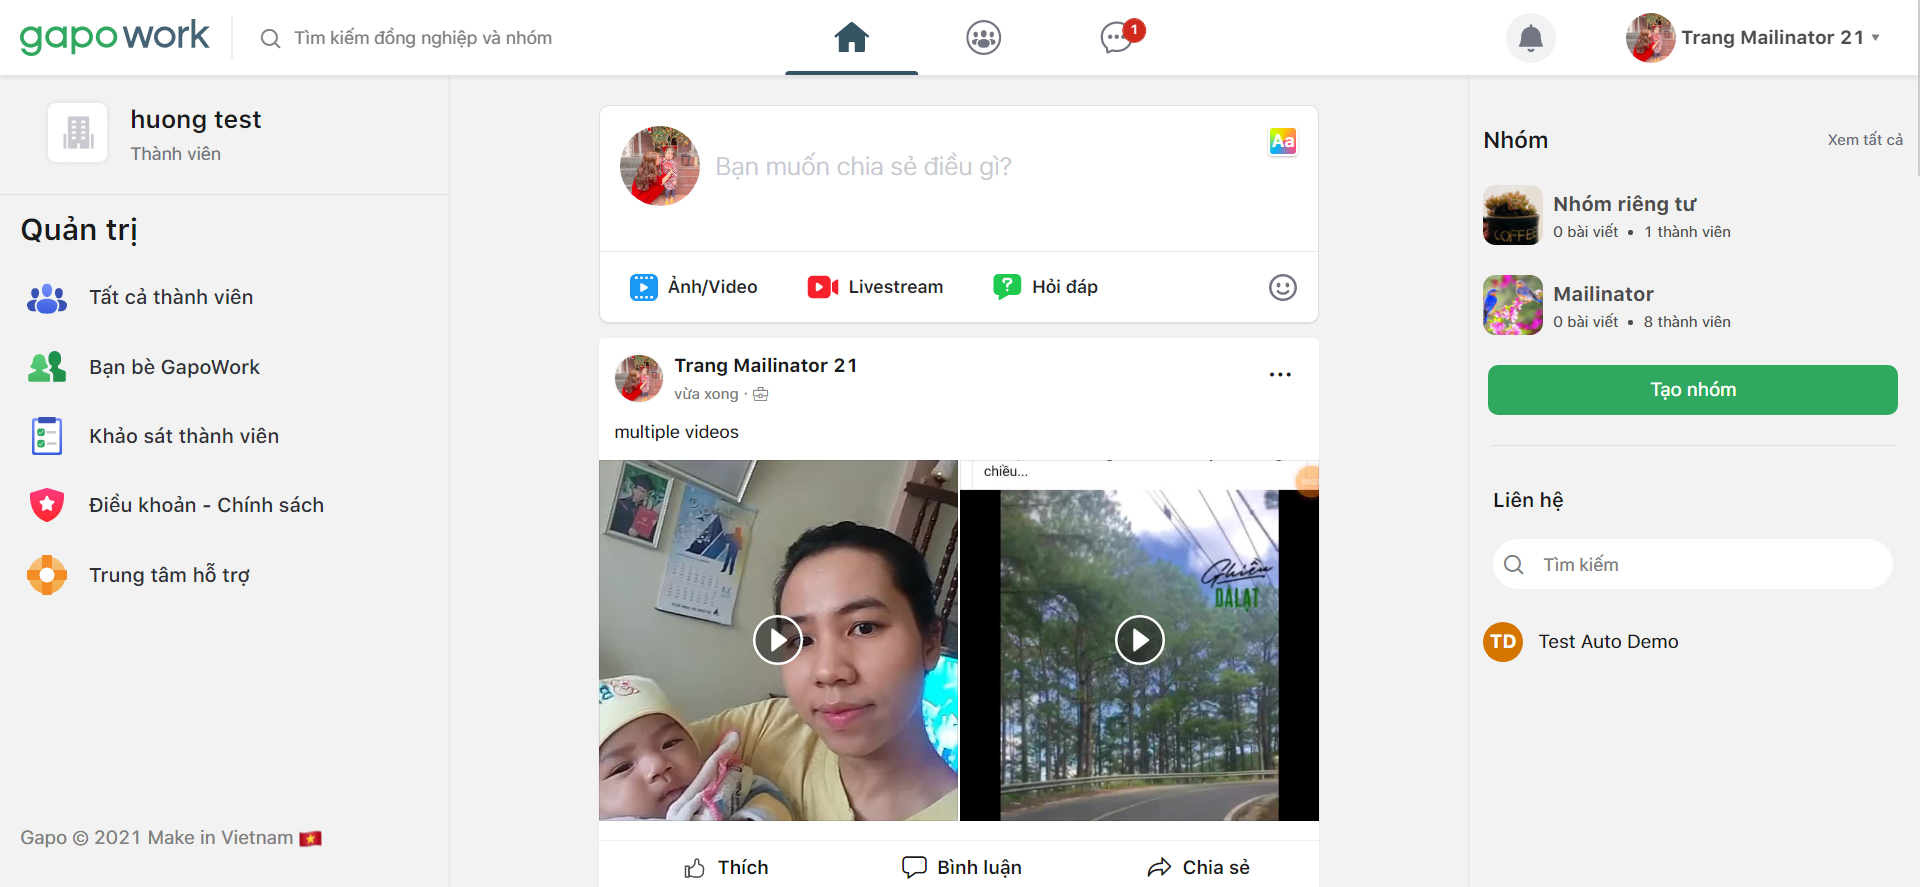 gapowork
Tìm kiếm đồng nghiệp và nhóm
1
Trang Mailinator 21
huong test
Thành viên
Quản trị
Tất cả thành viên
Bạn bè GapoWork
Khảo sát thành viên
Điều khoản - Chính sách
Trung tâm hỗ trợ
Gapo © 2021 Make in Vietnam
Bạn muốn chia sẻ điều gì?
Aa
Ảnh/Video
Livestream
Hỏi đáp
Trang Mailinator 21
vừa xong ·
multiple videos
chiều...
Ghiền
ĐÀ LẠT
Thích
Bình luận
Chia sẻ
Nhóm
Xem tất cả
COFFE
Nhóm riêng tư
0 bài viết • 1 thành viên
Mailinator
0 bài viết • 8 thành viên
Tạo nhóm
Liên hệ
Tìm kiếm
TD
Test Auto Demo